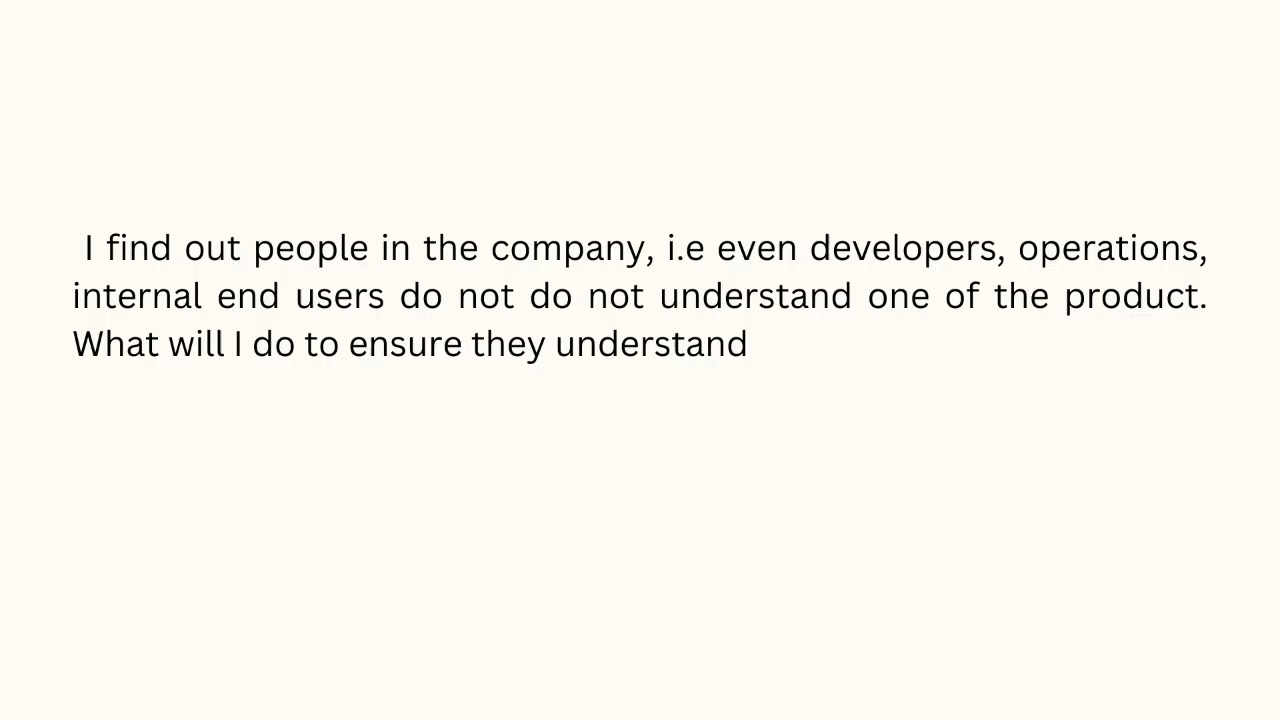 I find out people in the company, i.e even developers, operations,
internal end users do not do not understand one of the product.
What will I do to ensure they understand